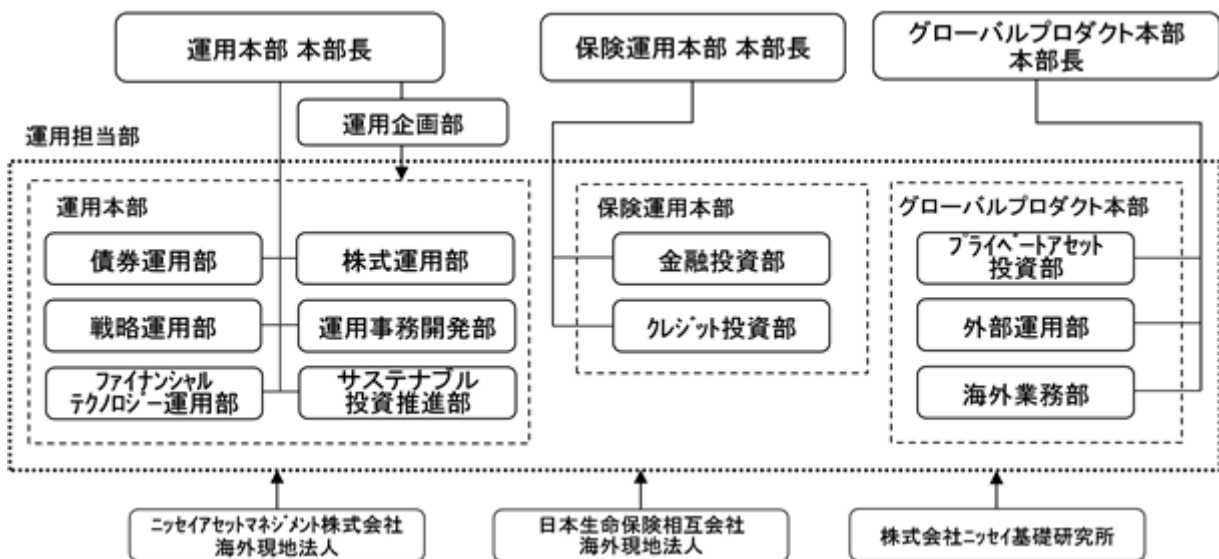 運用本部 本部長
保険運用本部 本部長
グローバルプロダクト本部
本部長
運用企画部
運用担当部
運用本部
債券運用部
株式運用部
戦略運用部
運用事務開発部
ファイナンシャル
テクノロジー運用部
サステナブル
投資推進部
保険運用本部
金融投資部
クレジット投資部
グローバルプロダクト本部
プライベートアセット
投資部
外部運用部
海外業務部
ニッセイアセットマネジメント株式会社
海外現地法人
日本生命保険相互会社
海外現地法人
株式会社ニッセイ基礎研究所